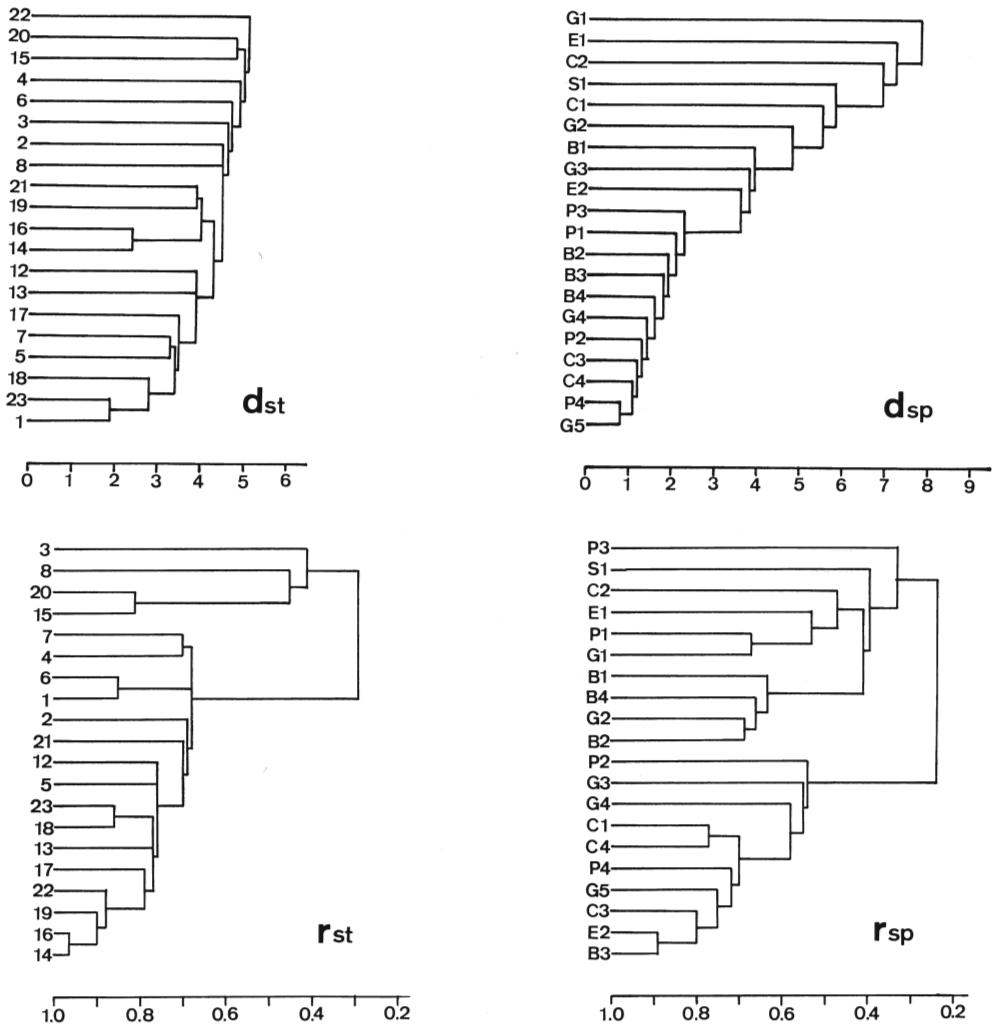 22
20
15
4
6
3
2
8
21
19
16
14
12
13
17
7
5
18
23
1
dst
0 1 2 3 4 5 6
G1
E1
C2
S1
C1
G2
B1
G3
E2
P3
P1
B2
B3
B4
G4
P2
C3
C4
P4
G5
dsp
0 1 2 3 4 5 6 7 8 9
3
8
20
15
7
4
6
1
2
21
12
5
23
18
13
17
22
19
16
14
rst
1.0 0.8 0.6 0.4 0.2
P3
S1
C2
E1
P1
G1
B1
B4
G2
B2
P2
G3
G4
C1
C4
P4
G5
C3
E2
B3
rsp
1.0 0.8 0.6 0.4 0.2